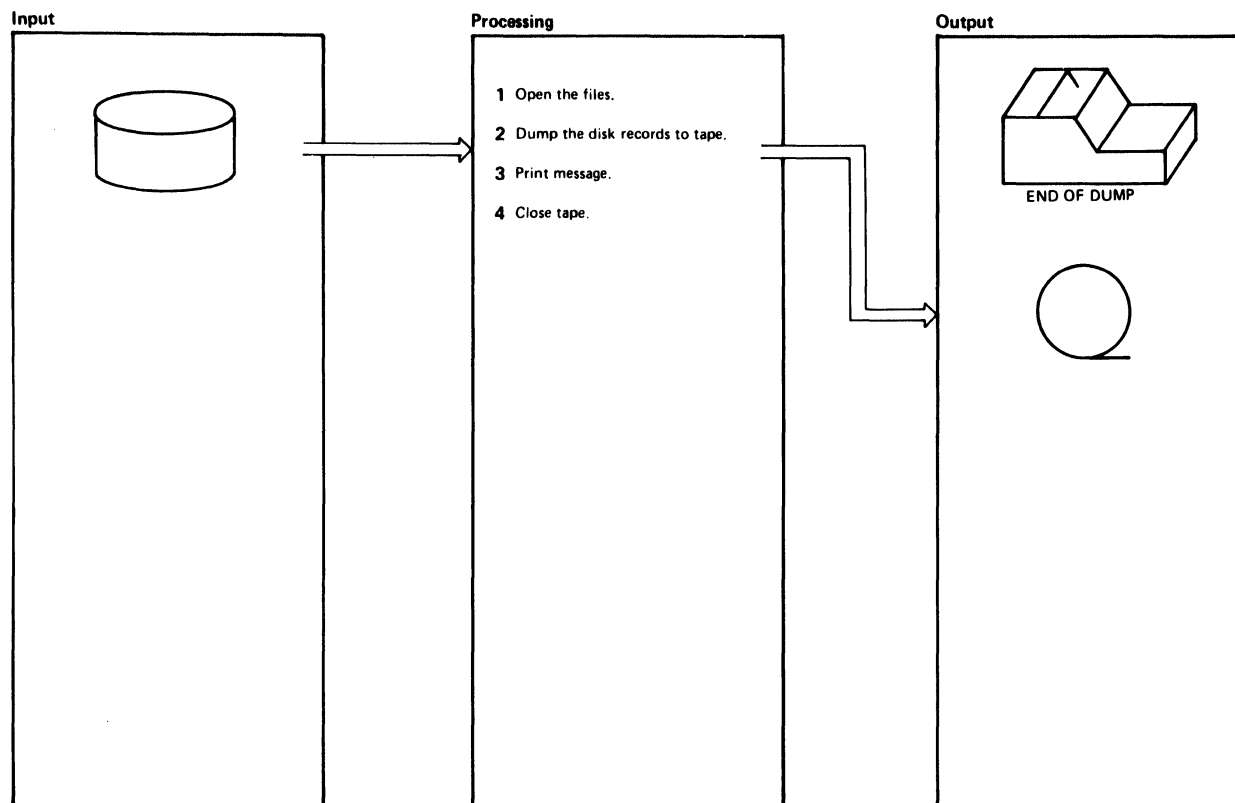 Input
Processing
Output
1 Open the files.
2 Dump the disk records to tape.
3 Print message.
4 Close tape.
END OF DUMP